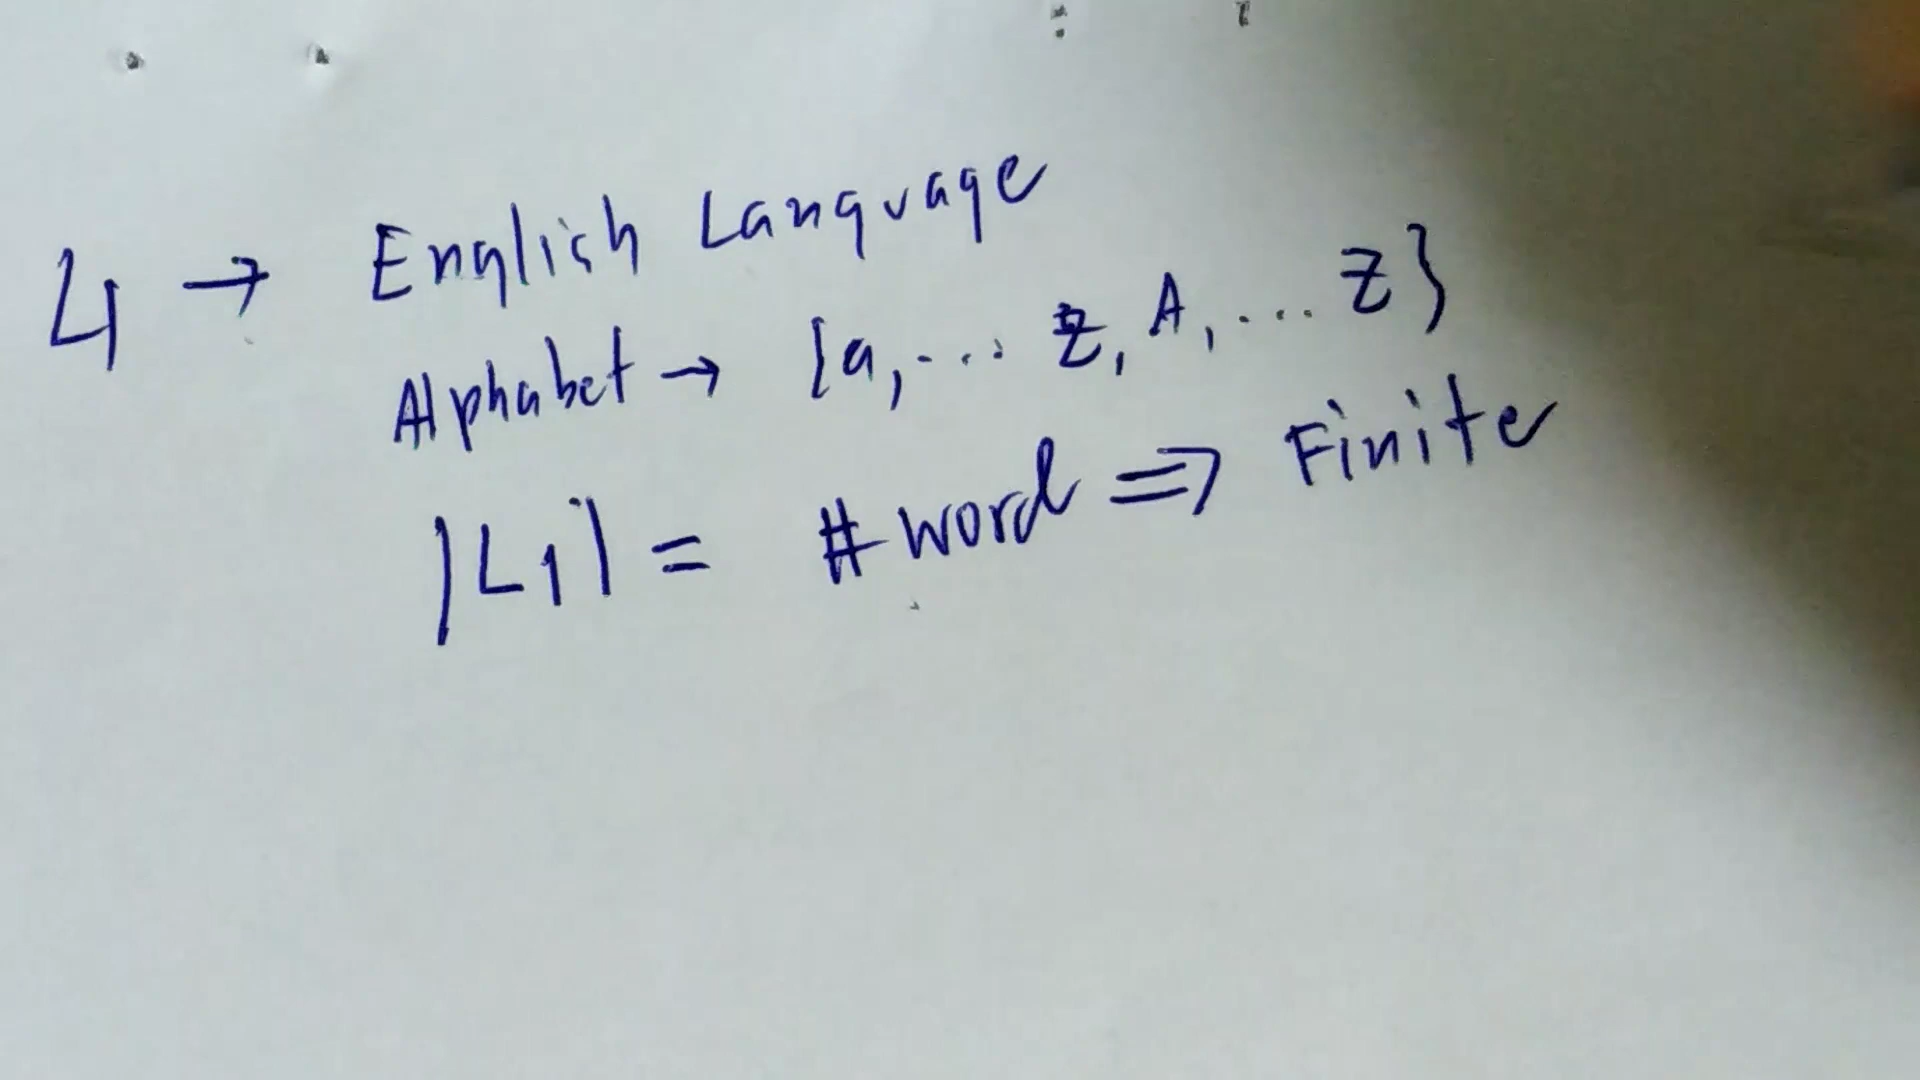 L1 → English Language
Alphabet → {a, ... z, A, ... Z}
|L1| = # word ⇒ Finite